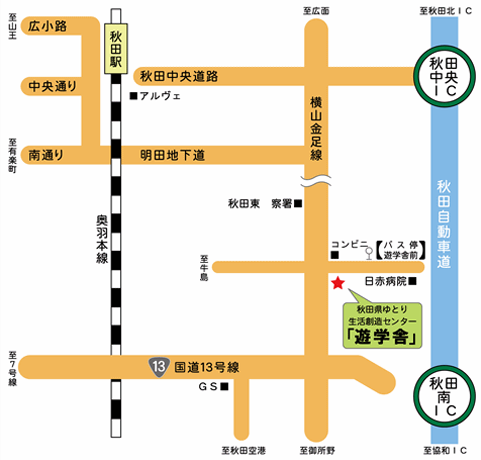 至広面
至秋田北IC
至山王
広小路
秋田駅
秋田中央道路
秋田
中央
IC
中央通り
■アルヴェ
横山金足線
至有楽町
南通り
明田地下道
秋田自動車道
秋田東 察署■
奥羽本線
コンビニ
■
【バス停
遊学舎前】
至牛島
日赤病院■
秋田県ゆとり
生活創造センター
「遊学舎」
至7号線
13
国道13号線
GS■
秋田
南
IC
至秋田空港
至御所野
至協和IC